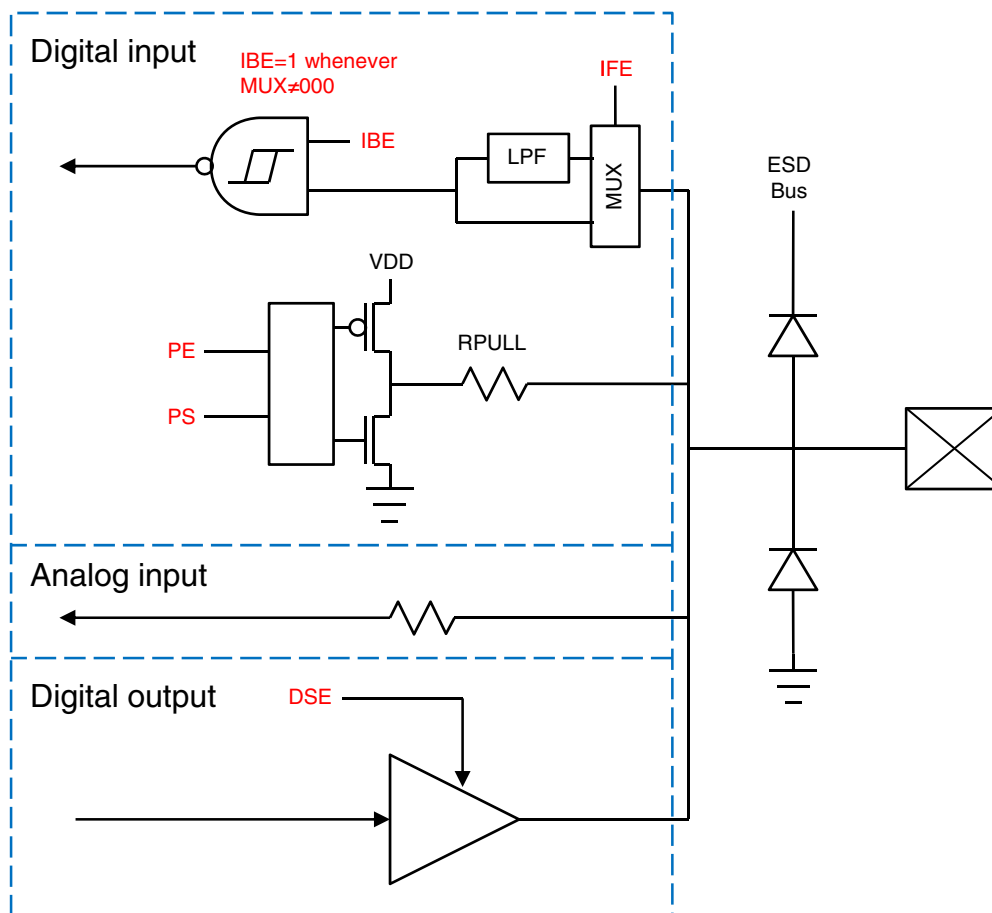 Digital input
IBE=1 whenever
MUX≠000
IFE
IBE
LPF
MUX
ESD
Bus
VDD
RPULL
PE
PS
Analog input
Digital output
DSE